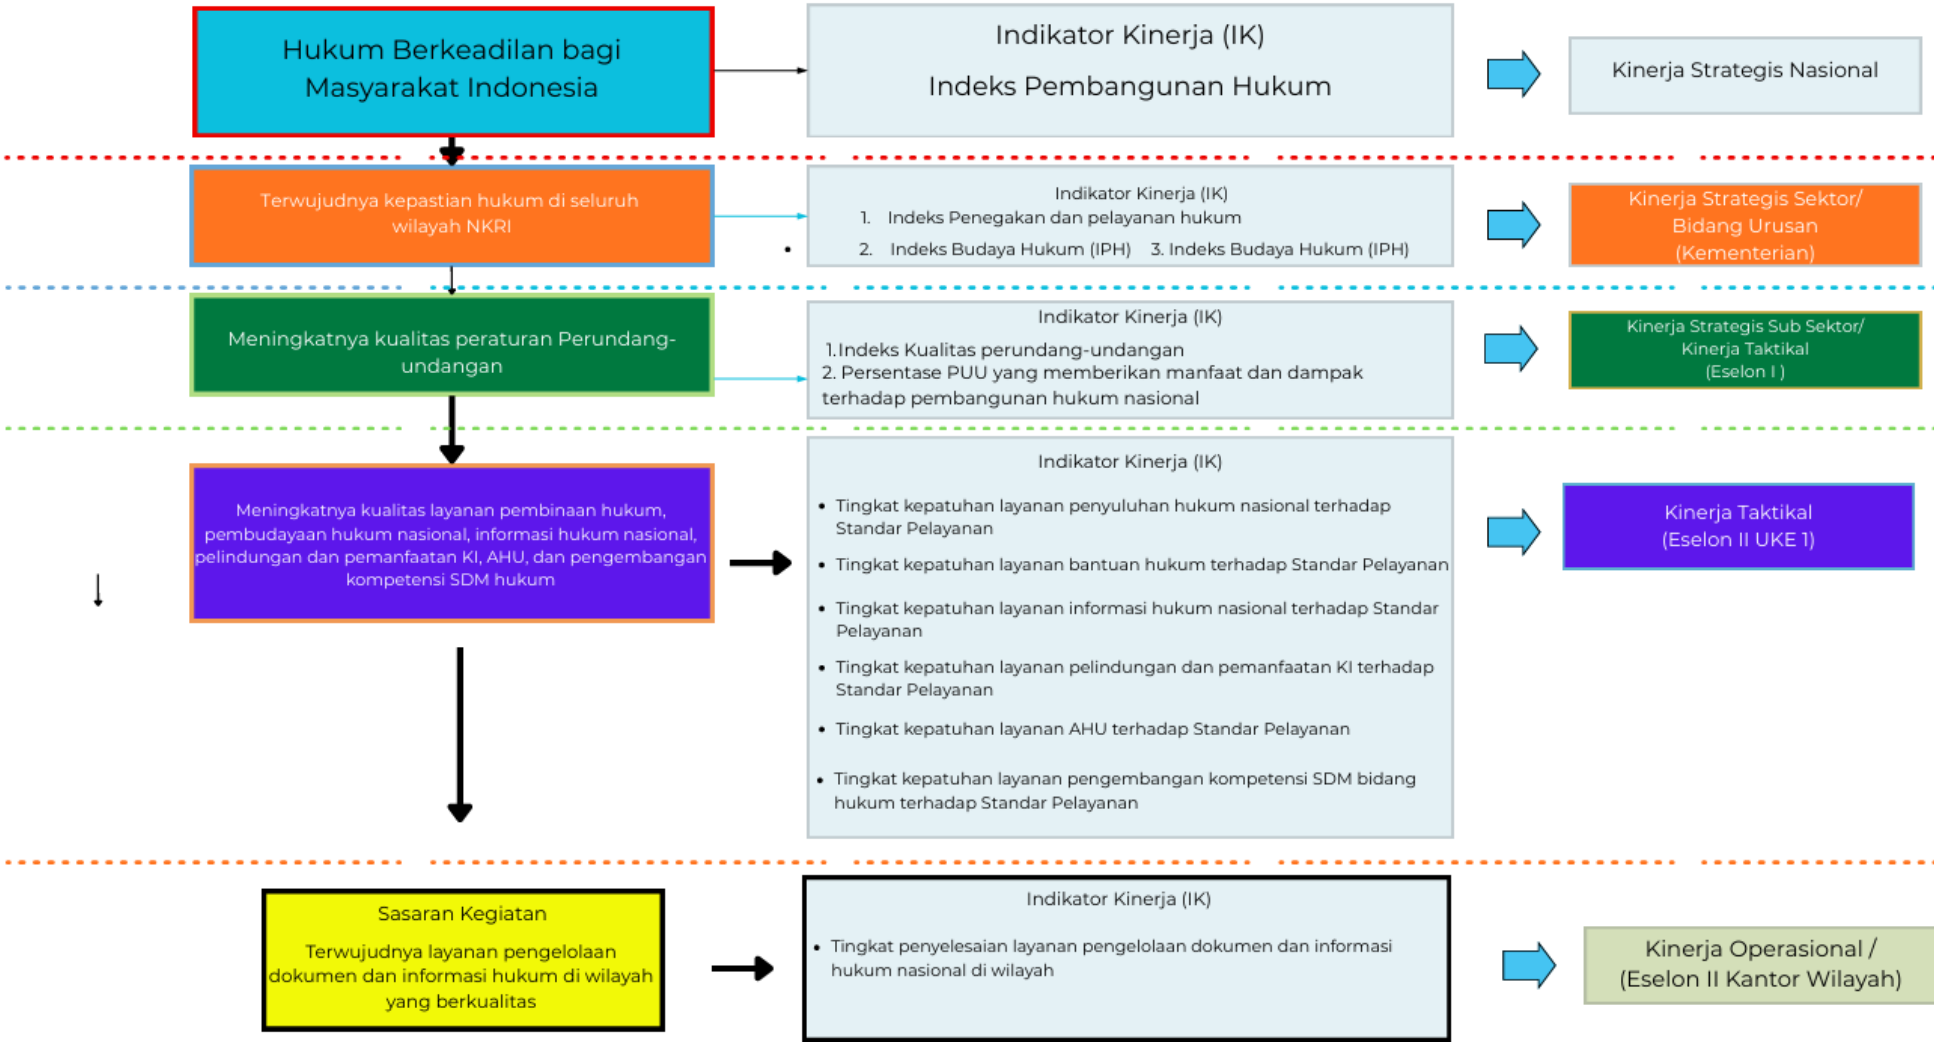 Hukum Berkeadilan bagi
Masyarakat Indonesia
Indikator Kinerja (IK)
Indeks Pembangunan Hukum
Kinerja Strategis Nasional
Terwujudnya kepastian hukum di seluruh
wilayah NKRI
Indikator Kinerja (IK)
1. Indeks Penegakan dan pelayanan hukum
2. Indeks Budaya Hukum (IPH) 3. Indeks Budaya Hukum (IPH)
Kinerja Strategis Sektor/
Bidang Urusan
(Kementerian)
Meningkatnya kualitas peraturan Perundang-
undangan
Indikator Kinerja (IK)
1.Indeks Kualitas perundang-undangan
2. Persentase PUU yang memberikan manfaat dan dampak
terhadap pembangunan hukum nasional
Kinerja Strategis Sub Sektor/
Kinerja Taktikal
(Eselon I )
Meningkatnya kualitas layanan pembinaan hukum,
pembudayaan hukum nasional, informasi hukum nasional,
pelindungan dan pemanfaatan KI, AHU, dan pengembangan
kompetensi SDM hukum
Indikator Kinerja (IK)
• Tingkat kepatuhan layanan penyuluhan hukum nasional terhadap
Standar Pelayanan
• Tingkat kepatuhan layanan bantuan hukum terhadap Standar Pelayanan
• Tingkat kepatuhan layanan informasi hukum nasional terhadap Standar
Pelayanan
• Tingkat kepatuhan layanan pelindungan dan pemanfaatan KI terhadap
Standar Pelayanan
• Tingkat kepatuhan layanan AHU terhadap Standar Pelayanan
• Tingkat kepatuhan layanan pengembangan kompetensi SDM bidang
hukum terhadap Standar Pelayanan
Kinerja Taktikal
(Eselon II UKE 1)
Sasaran Kegiatan
Terwujudnya layanan pengelolaan
dokumen dan informasi hukum di wilayah
yang berkualitas
Indikator Kinerja (IK)
• Tingkat penyelesaian layanan pengelolaan dokumen dan informasi
hukum nasional di wilayah
Kinerja Operasional /
(Eselon II Kantor Wilayah)